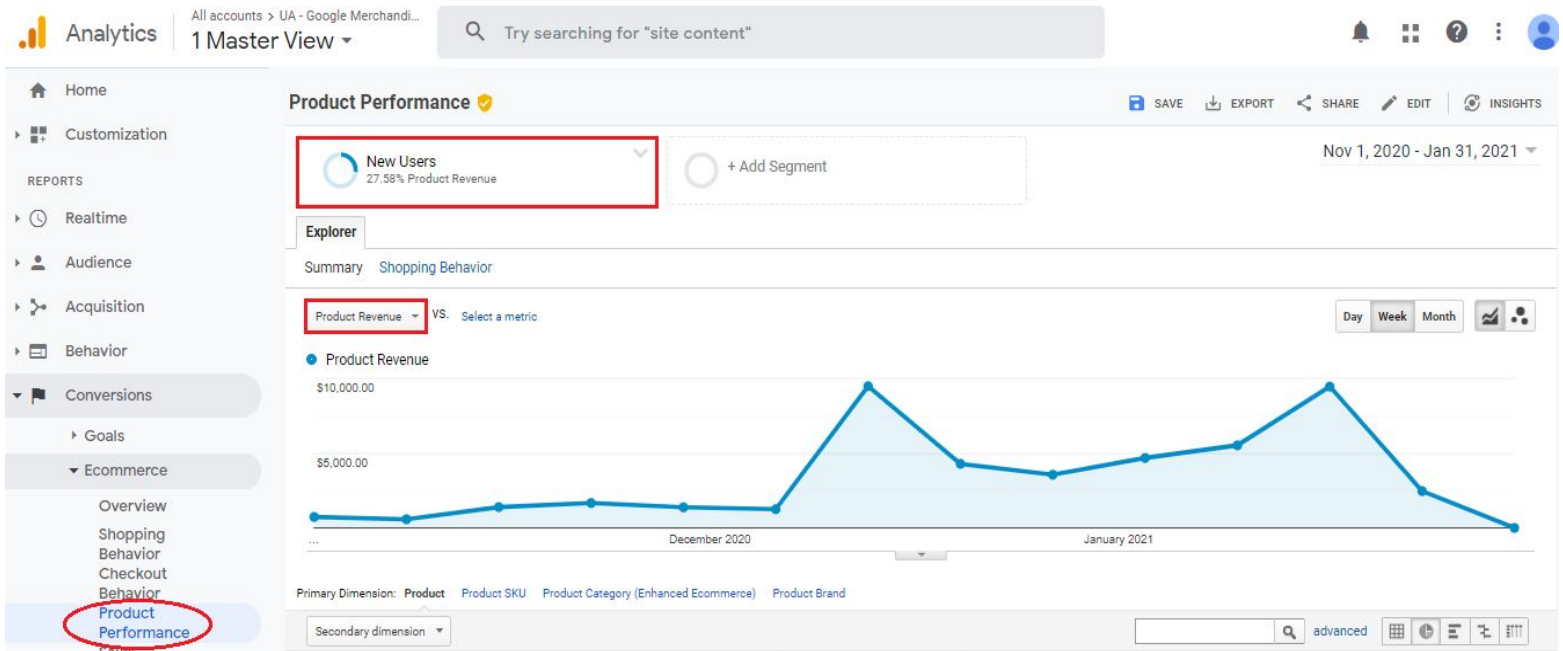 All accounts > UA - Google Merchandi...
Analytics
1 Master View
Try searching for "site content"
Home
Customization
REPORTS
Realtime
Audience
Acquisition
Behavior
Conversions
Goals
Ecommerce
Overview
Shopping
Behavior
Checkout
Behavior
Product
Performance
Product Performance
SAVE
EXPORT
SHARE
EDIT
INSIGHTS
New Users
27.58% Product Revenue
+ Add Segment
Nov 1, 2020 - Jan 31, 2021
Explorer
Summary
Shopping Behavior
Product Revenue
VS.
Select a metric
Day
Week
Month
Product Revenue
$10,000.00
$5,000.00
...
December 2020
January 2021
Primary Dimension: Product
Product SKU
Product Category (Enhanced Ecommerce)
Product Brand
Secondary dimension
advanced